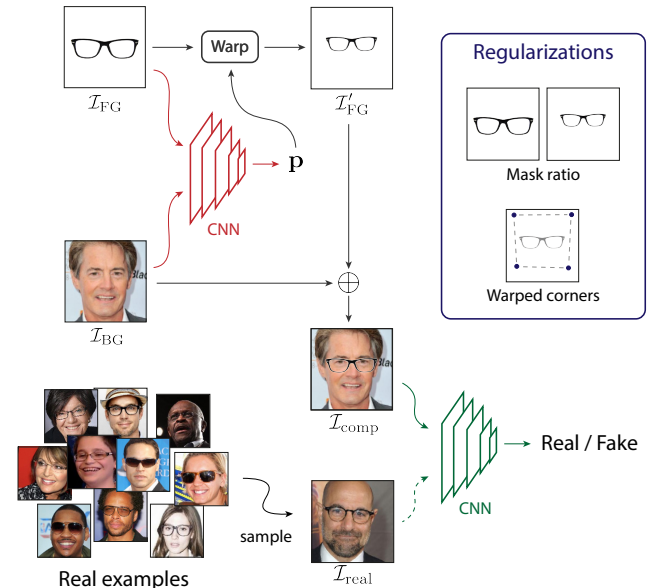 Warp
Regularizations
I_FG
I'_FG
Mask ratio
p
CNN
Warped corners
I_BG
I_comp
Real / Fake
CNN
sample
Real examples
I_real